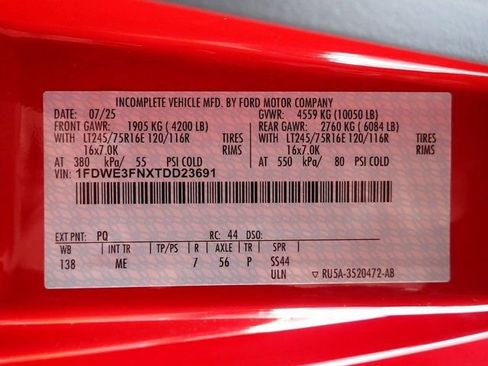 INCOMPLETE VEHICLE MFD. BY FORD MOTOR COMPANY
DATE: 07/25 GVWR: 4559 KG (10050 LB)
FRONT GAWR: 1905 KG ( 4200 LB) REAR GAWR: 2760 KG ( 6084 LB)
WITH LT245/75R16E 120/116R TIRES WITH LT245/75R16E 120/116R TIRES
16x7.0K RIMS 16x7.0K RIMS
AT 380 kPa/ 55 PSI COLD AT 550 kPa/ 80 PSI COLD
VIN: 1FDWE3FNXTDD23691
EXT PNT: PQ RC: 44 DSO:
WB INT TR TP/PS R AXLE TR SPR
138 ME 7 56 P SS44
ULN ▽ RU5A-3520472-AB